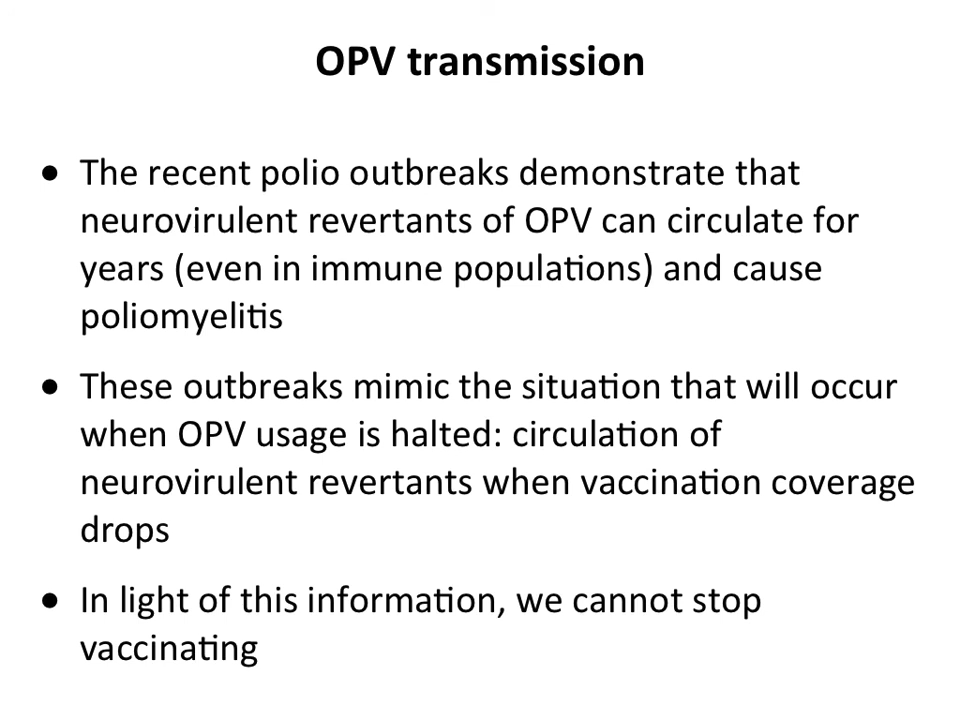 OPV transmission
• The recent polio outbreaks demonstrate that
neurovirulent revertants of OPV can circulate for
years (even in immune populations) and cause
poliomyelitis
• These outbreaks mimic the situation that will occur
when OPV usage is halted: circulation of
neurovirulent revertants when vaccination coverage
drops
• In light of this information, we cannot stop
vaccinating